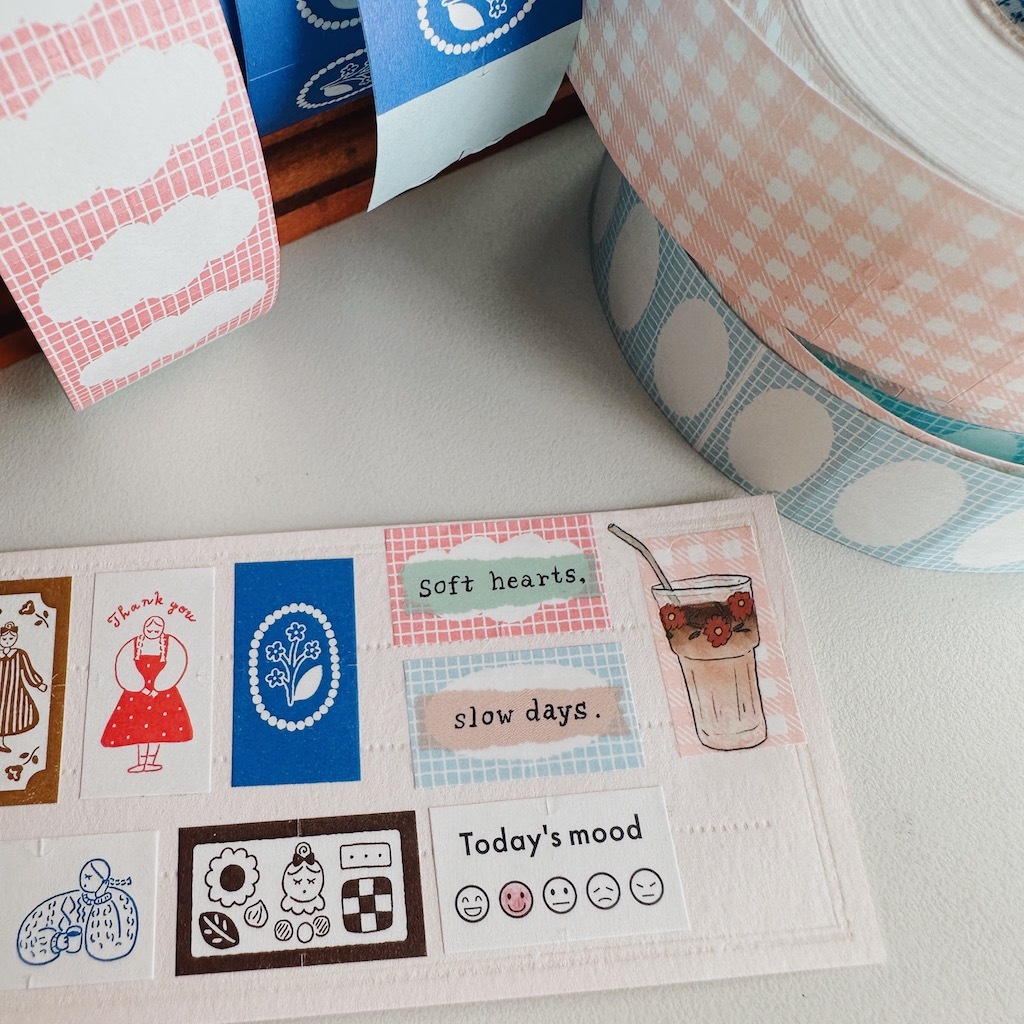 Thank you
Soft hearts,
slow days.
Today's mood